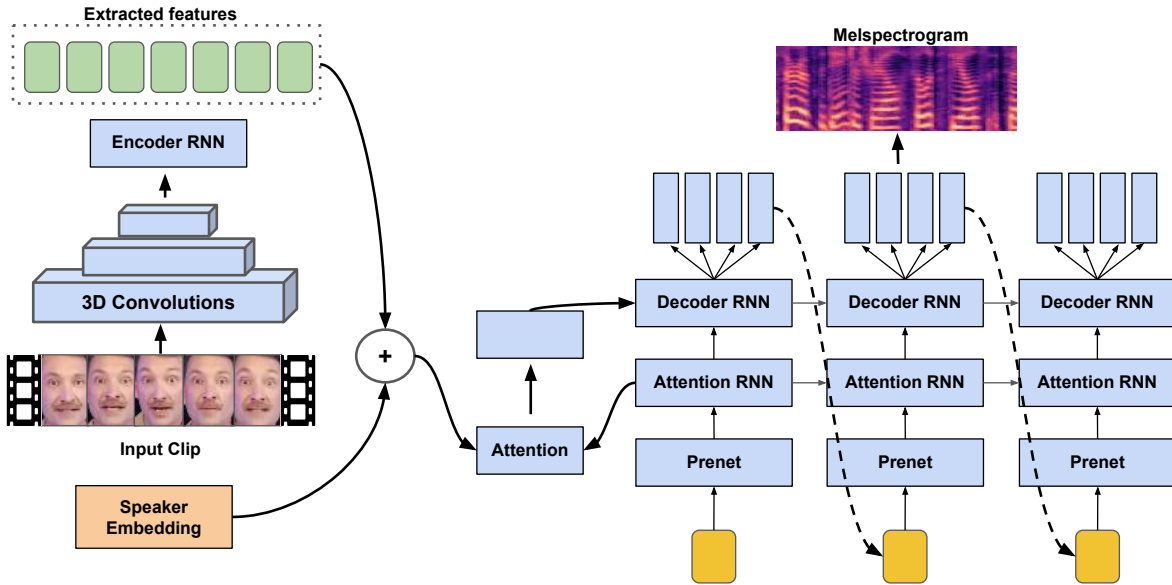 Extracted features
Encoder RNN
3D Convolutions
Input Clip
Speaker
Embedding
+
Attention
Melspectrogram
Decoder RNN
Decoder RNN
Decoder RNN
Attention RNN
Attention RNN
Attention RNN
Prenet
Prenet
Prenet